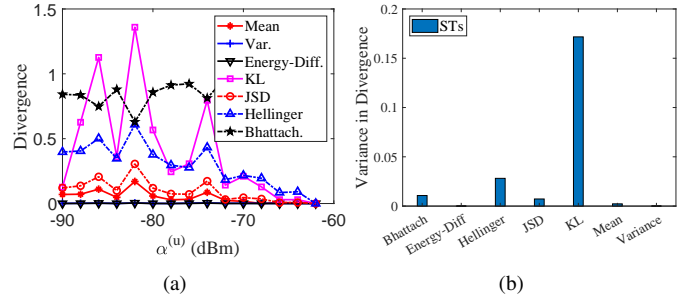 1.5
1
0.5
0
Divergence
-90
-80
-70
-60
α(u) (dBm)
Mean
Var.
Energy-Diff.
KL
JSD
Hellinger
Bhattach.
(a)
0.2
0.15
0.1
0.05
0
Variance in Divergence
STs
Bhattach
Energy-Diff
Hellinger
JSD
KL
Mean
Variance
(b)